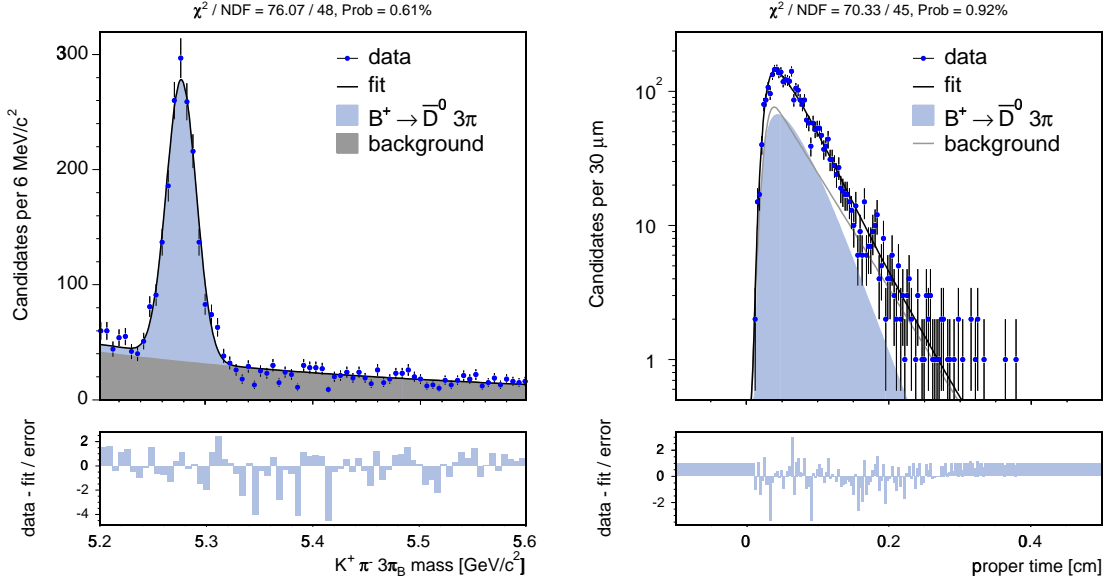 χ² / NDF = 76.07 / 48, Prob = 0.61%
Candidates per 6 MeV/c²
300
200
100
0
data
fit
B⁺ → D̅⁰ 3π
background
data - fit / error
2
0
-2
-4
5.2 5.3 5.4 5.5 5.6
K⁺ π⁻ 3π_B mass [GeV/c²]
χ² / NDF = 70.33 / 45, Prob = 0.92%
Candidates per 30 μm
10²
10
1
data
fit
B⁺ → D̅⁰ 3π
background
data - fit / error
2
0
-2
0 0.2 0.4
proper time [cm]